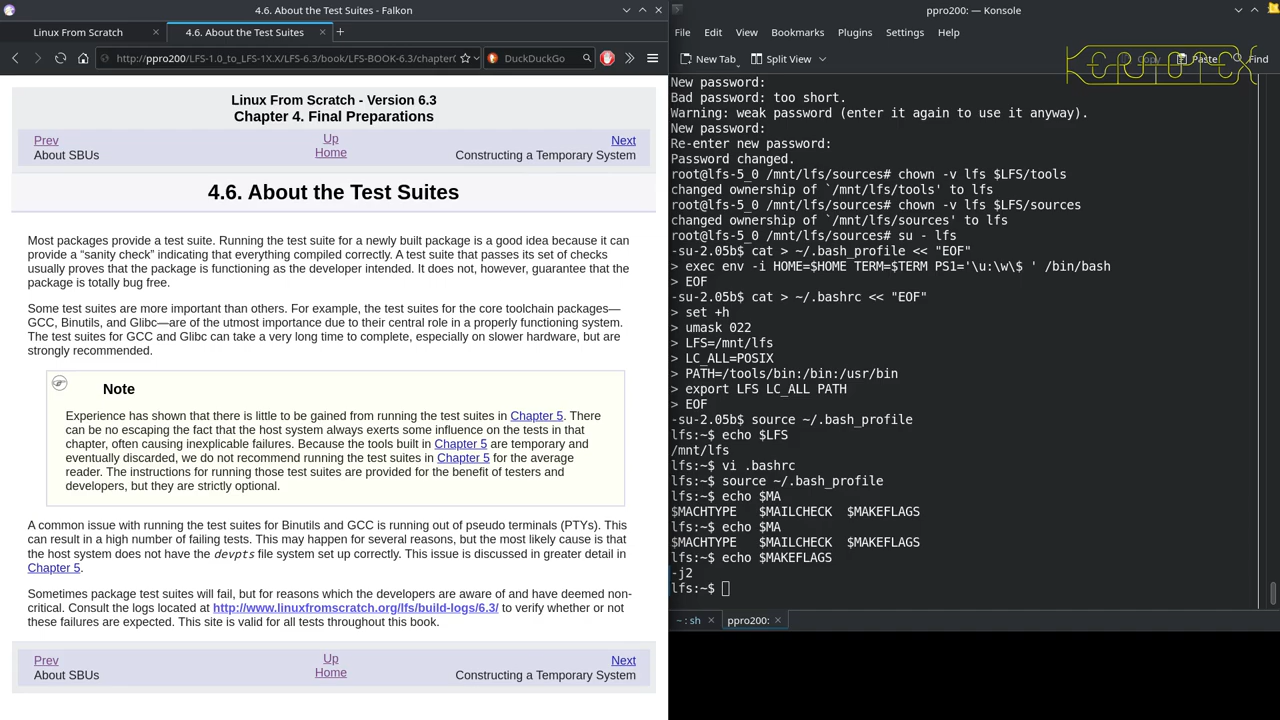 4.6. About the Test Suites - Falkon
Linux From Scratch
4.6. About the Test Suites
http://ppro200/LFS-1.0_to_LFS-1X.X/LFS-6.3/book/LFS-BOOK-6.3/chapter(
DuckDuckGo
Linux From Scratch - Version 6.3
Chapter 4. Final Preparations
Prev
About SBUs
Up
Home
Next
Constructing a Temporary System
4.6. About the Test Suites
Most packages provide a test suite. Running the test suite for a newly built package is a good idea because it can
provide a “sanity check” indicating that everything compiled correctly. A test suite that passes its set of checks
usually proves that the package is functioning as the developer intended. It does not, however, guarantee that the
package is totally bug free.
Some test suites are more important than others. For example, the test suites for the core toolchain packages—
GCC, Binutils, and Glibc—are of the utmost importance due to their central role in a properly functioning system.
The test suites for GCC and Glibc can take a very long time to complete, especially on slower hardware, but are
strongly recommended.
Note
Experience has shown that there is little to be gained from running the test suites in Chapter 5. There
can be no escaping the fact that the host system always exerts some influence on the tests in that
chapter, often causing inexplicable failures. Because the tools built in Chapter 5 are temporary and
eventually discarded, we do not recommend running the test suites in Chapter 5 for the average
reader. The instructions for running those test suites are provided for the benefit of testers and
developers, but they are strictly optional.
A common issue with running the test suites for Binutils and GCC is running out of pseudo terminals (PTYs). This
can result in a high number of failing tests. This may happen for several reasons, but the most likely cause is that
the host system does not have the devpts file system set up correctly. This issue is discussed in greater detail in
Chapter 5.
Sometimes package test suites will fail, but for reasons which the developers are aware of and have deemed non-
critical. Consult the logs located at http://www.linuxfromscratch.org/lfs/build-logs/6.3/ to verify whether or not
these failures are expected. This site is valid for all tests throughout this book.
Prev
About SBUs
Up
Home
Next
Constructing a Temporary System
ppro200: — Konsole
File Edit View Bookmarks Plugins Settings Help
New Tab Split View Copy Paste Find
New password:
Bad password: too short.
Warning: weak password (enter it again to use it anyway).
New password:
Re-enter new password:
Password changed.
root@lfs-5_0 /mnt/lfs/sources# chown -v lfs $LFS/tools
changed ownership of `/mnt/lfs/tools' to lfs
root@lfs-5_0 /mnt/lfs/sources# chown -v lfs $LFS/sources
changed ownership of `/mnt/lfs/sources' to lfs
root@lfs-5_0 /mnt/lfs/sources# su - lfs
-su-2.05b$ cat > ~/.bash_profile << "EOF"
> exec env -i HOME=$HOME TERM=$TERM PS1='\u:\w\$ ' /bin/bash
> EOF
-su-2.05b$ cat > ~/.bashrc << "EOF"
> set +h
> umask 022
> LFS=/mnt/lfs
> LC_ALL=POSIX
> PATH=/tools/bin:/bin:/usr/bin
> export LFS LC_ALL PATH
> EOF
-su-2.05b$ source ~/.bash_profile
lfs:~$ echo $LFS
/mnt/lfs
lfs:~$ vi .bashrc
lfs:~$ source ~/.bash_profile
lfs:~$ echo $MA
$MACHTYPE $MAILCHECK $MAKEFLAGS
lfs:~$ echo $MA
$MACHTYPE $MAILCHECK $MAKEFLAGS
lfs:~$ echo $MAKEFLAGS
-j2
lfs:~$
~ : sh
ppro200: